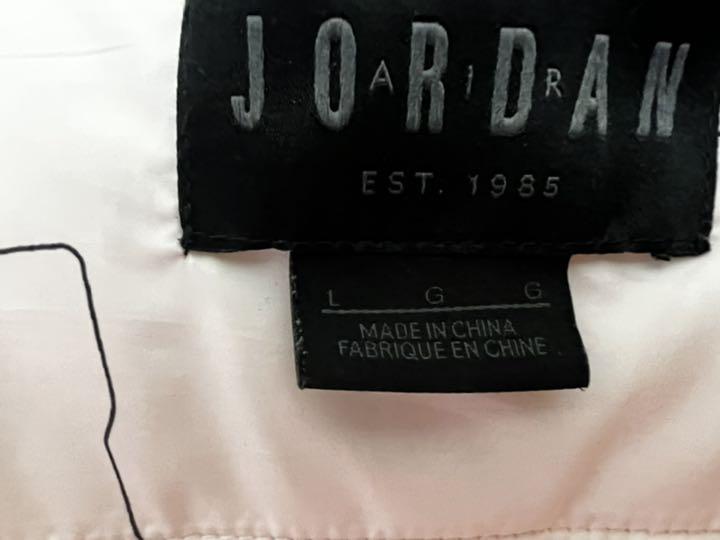 JORDAN
AIR
EST. 1985
L G G
MADE IN CHINA
FABRIQUE EN CHINE